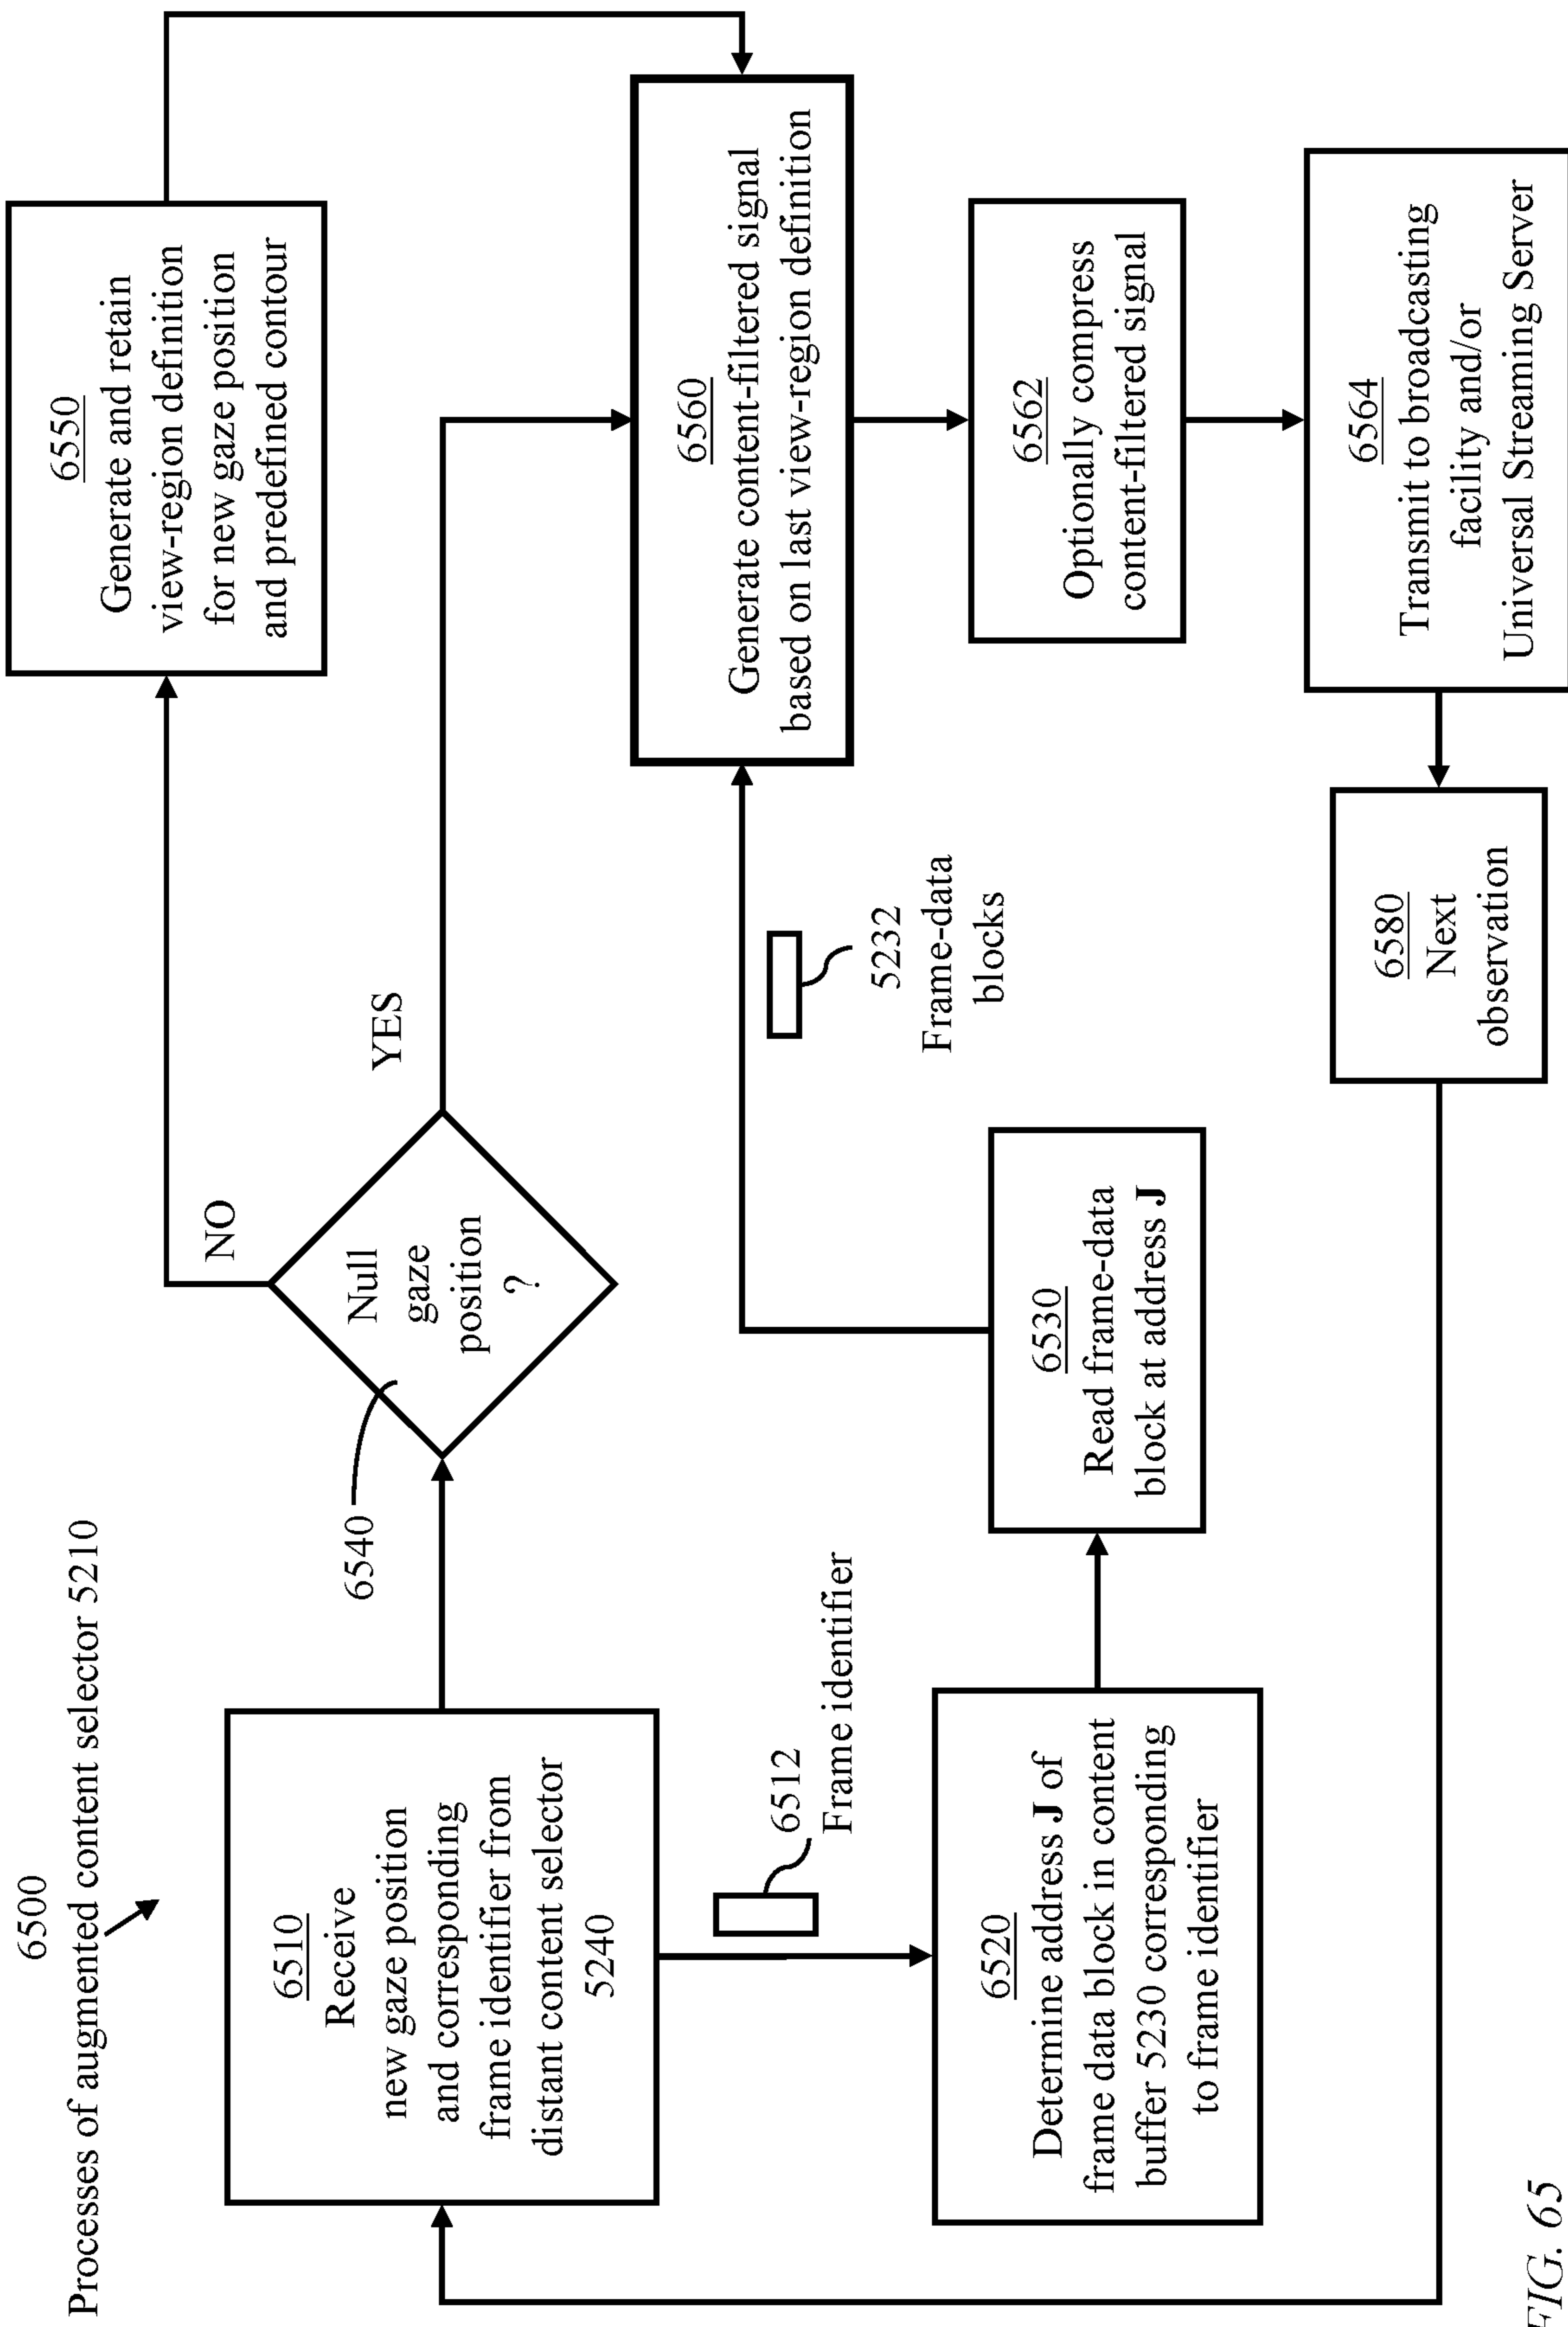 6500
Processes of augmented content selector 5210
6510
Receive
new gaze position
and corresponding
frame identifier from
distant content selector
5240
6540
Null
gaze
position
?
NO
YES
6550
Generate and retain
view-region definition
for new gaze position
and predefined contour
6512
Frame identifier
6520
Determine address J of
frame data block in content
buffer 5230 corresponding
to frame identifier
6530
Read frame-data
block at address J
5232
Frame-data
blocks
6560
Generate content-filtered signal
based on last view-region definition
6562
Optionally compress
content-filtered signal
6564
Transmit to broadcasting
facility and/or
Universal Streaming Server
6580
Next
observation
FIG. 65